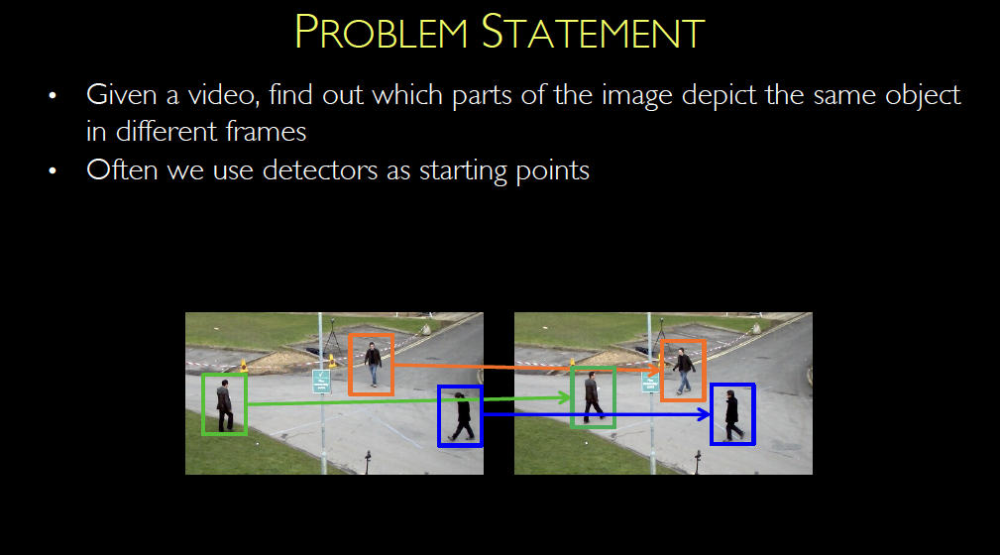 PROBLEM STATEMENT
• Given a video, find out which parts of the image depict the same object
in different frames
• Often we use detectors as starting points